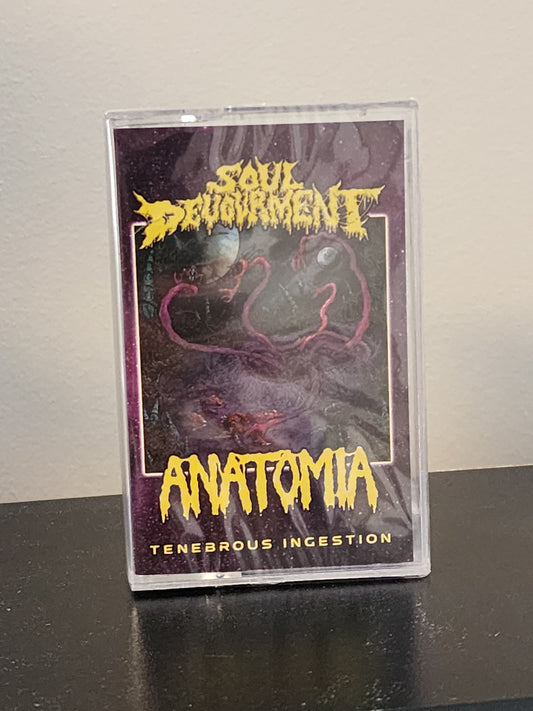 SOUL
DEVOURMENT
ANATOMIA
TENEBROUS INGESTION